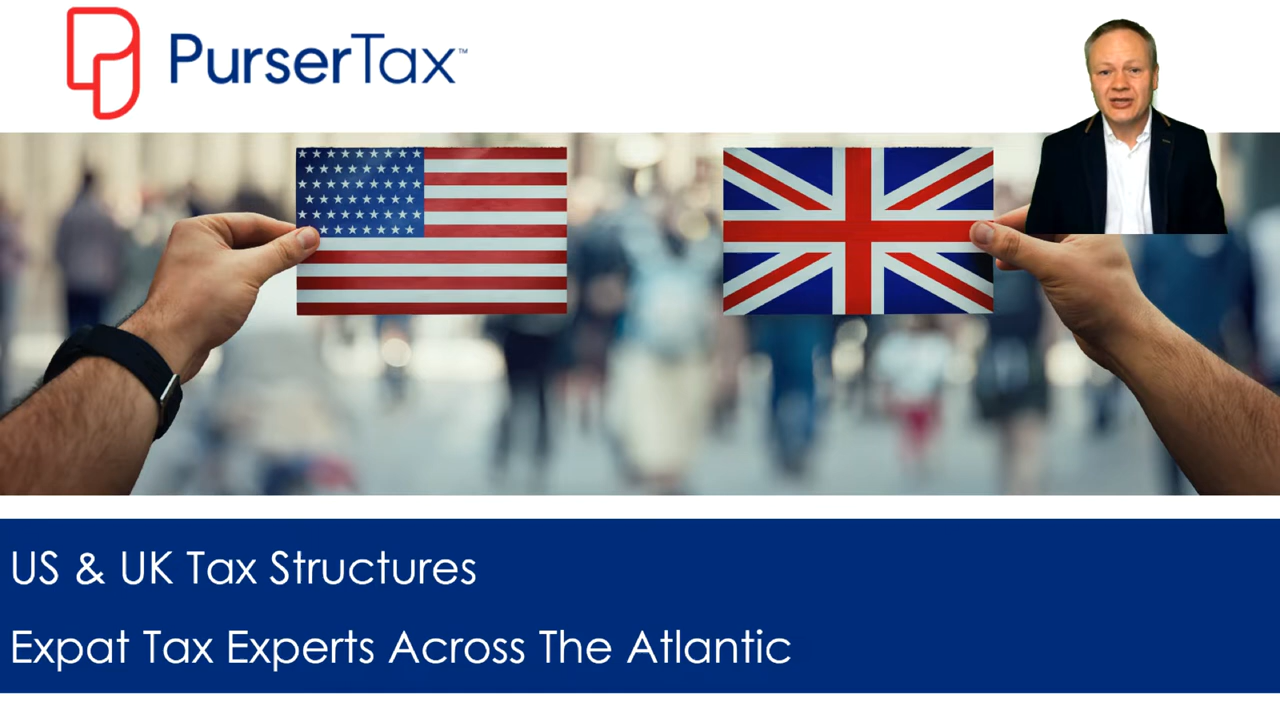 PurserTax™
US & UK Tax Structures
Expat Tax Experts Across The Atlantic